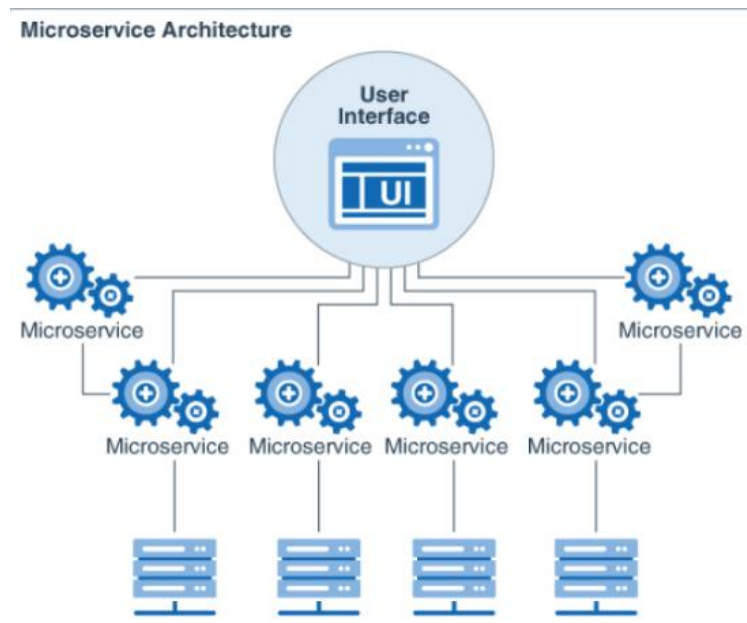 Microservice Architecture
User
Interface
UI
Microservice
Microservice
Microservice
Microservice
Microservice
Microservice